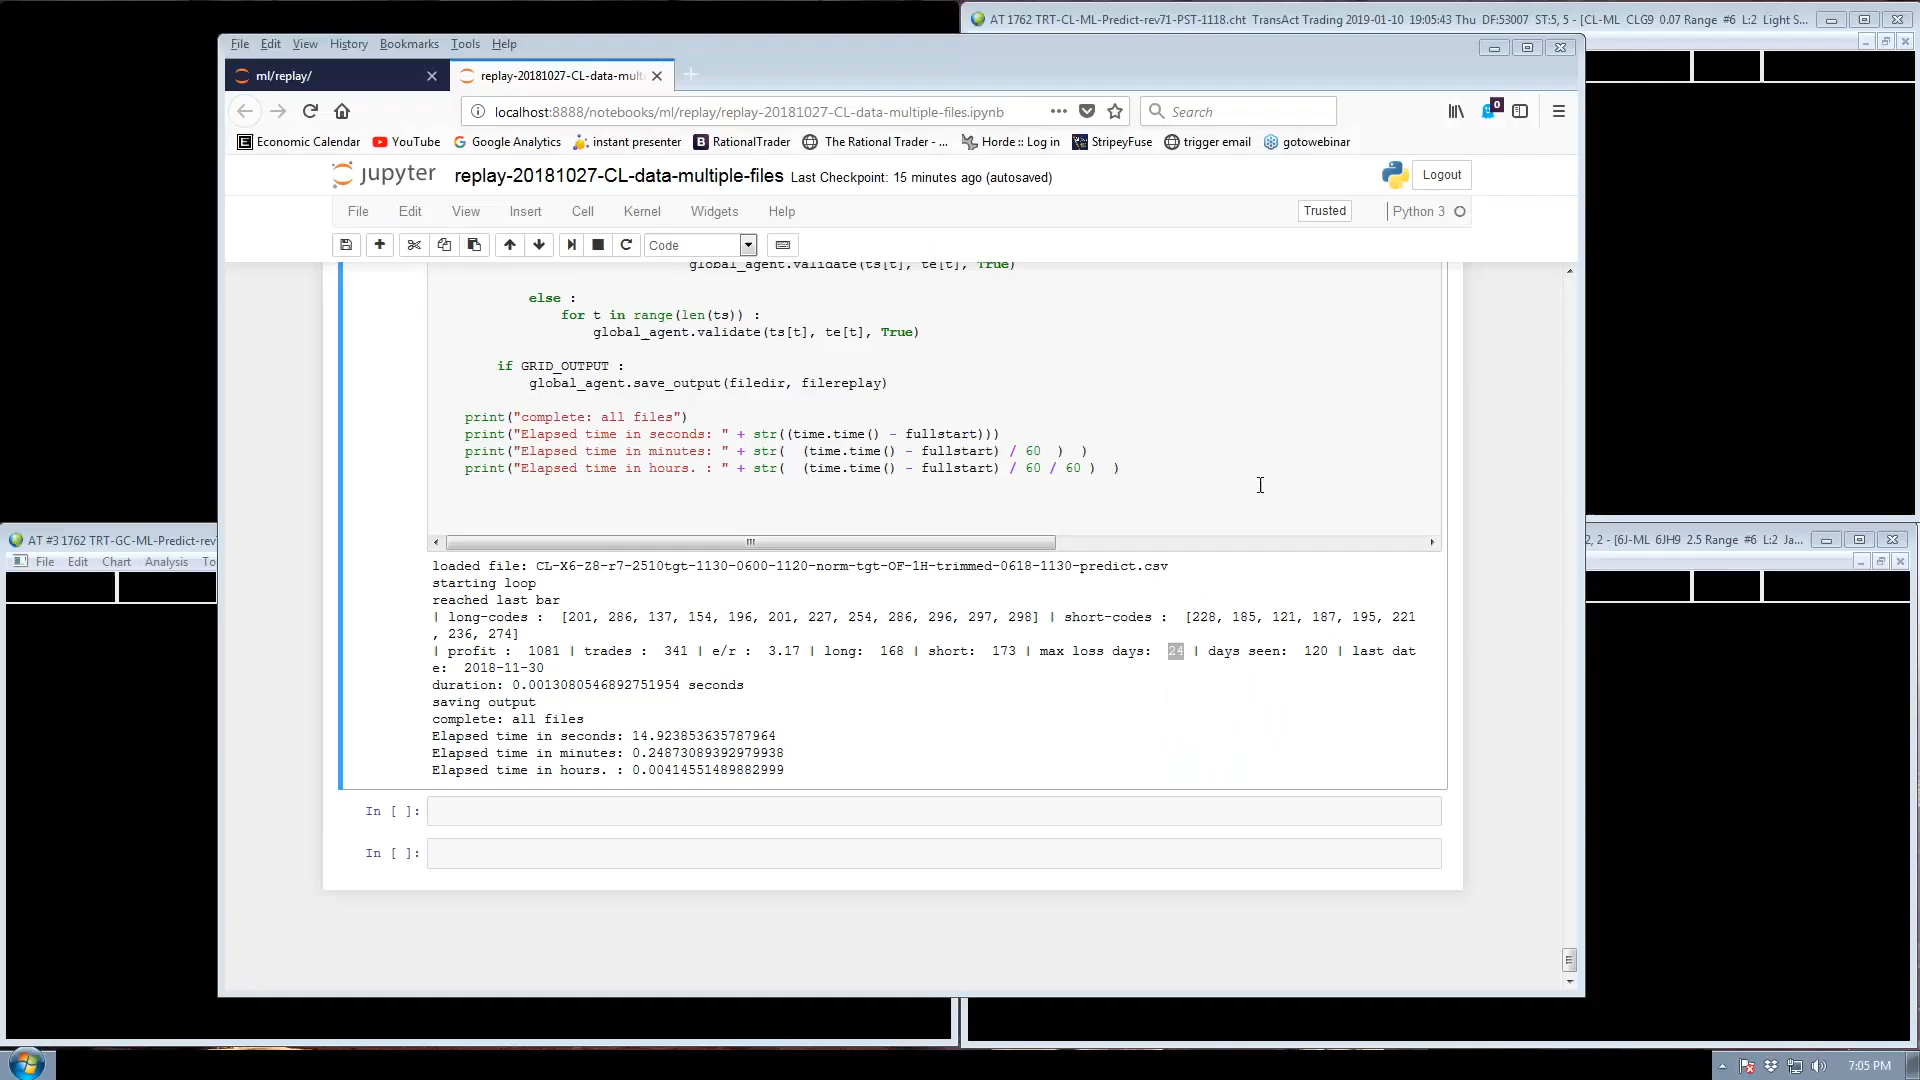 AT 1762 TRT-CL-ML-Predict-rev71-PST-1118.cht TransAct Trading 2019-01-10 19:05:43 Thu DF:53007 ST:5, 5 - [CL-ML CLG9 0.07 Range #6 L:2 Light S...
File Edit View History Bookmarks Tools Help
ml/replay/
replay-20181027-CL-data-mult
localhost:8888/notebooks/ml/replay/replay-20181027-CL-data-multiple-files.ipynb
Search
0
Economic Calendar YouTube Google Analytics instant presenter RationalTrader The Rational Trader - ... Horde :: Log in StripeyFuse trigger email gotowebinar
jupyter replay-20181027-CL-data-multiple-files Last Checkpoint: 15 minutes ago (autosaved) Logout
File Edit View Insert Cell Kernel Widgets Help Trusted Python 3
Code
global_agent.validate(ts[t], te[t], True)
else :
for t in range(len(ts)) :
global_agent.validate(ts[t], te[t], True)
if GRID_OUTPUT :
global_agent.save_output(filedir, filereplay)
print("complete: all files")
print("Elapsed time in seconds: " + str((time.time() - fullstart)))
print("Elapsed time in minutes: " + str(  (time.time() - fullstart) / 60  )  )
print("Elapsed time in hours. : " + str(  (time.time() - fullstart) / 60 / 60 )  )
loaded file: CL-X6-Z8-r7-2510tgt-1130-0600-1120-norm-tgt-OF-1H-trimmed-0618-1130-predict.csv
starting loop
reached last bar
| long-codes :  [201, 286, 137, 154, 196, 201, 227, 254, 286, 296, 297, 298] | short-codes :  [228, 185, 121, 187, 195, 221
, 236, 274]
| profit :  1081 | trades :  341 | e/r :  3.17 | long:  168 | short:  173 | max loss days:  24 | days seen:  120 | last dat
e:  2018-11-30
duration: 0.0013080546892751954 seconds
saving output
complete: all files
Elapsed time in seconds: 14.923853635787964
Elapsed time in minutes: 0.24873089392979938
Elapsed time in hours. : 0.00414551489882999
In [ ]:
In [ ]:
AT #3 1762 TRT-GC-ML-Predict-rev
File Edit Chart Analysis To
2, 2 - [6J-ML 6JH9 2.5 Range #6 L:2 Ja...
7:05 PM